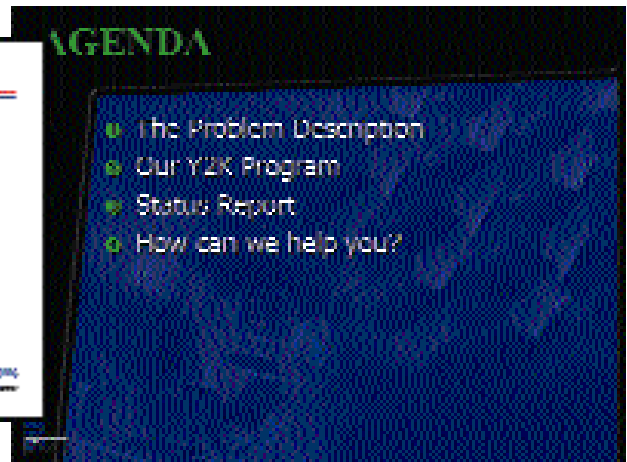 AGENDA
The Problem Description
Our Y2K Program
Status Report
How can we help you?